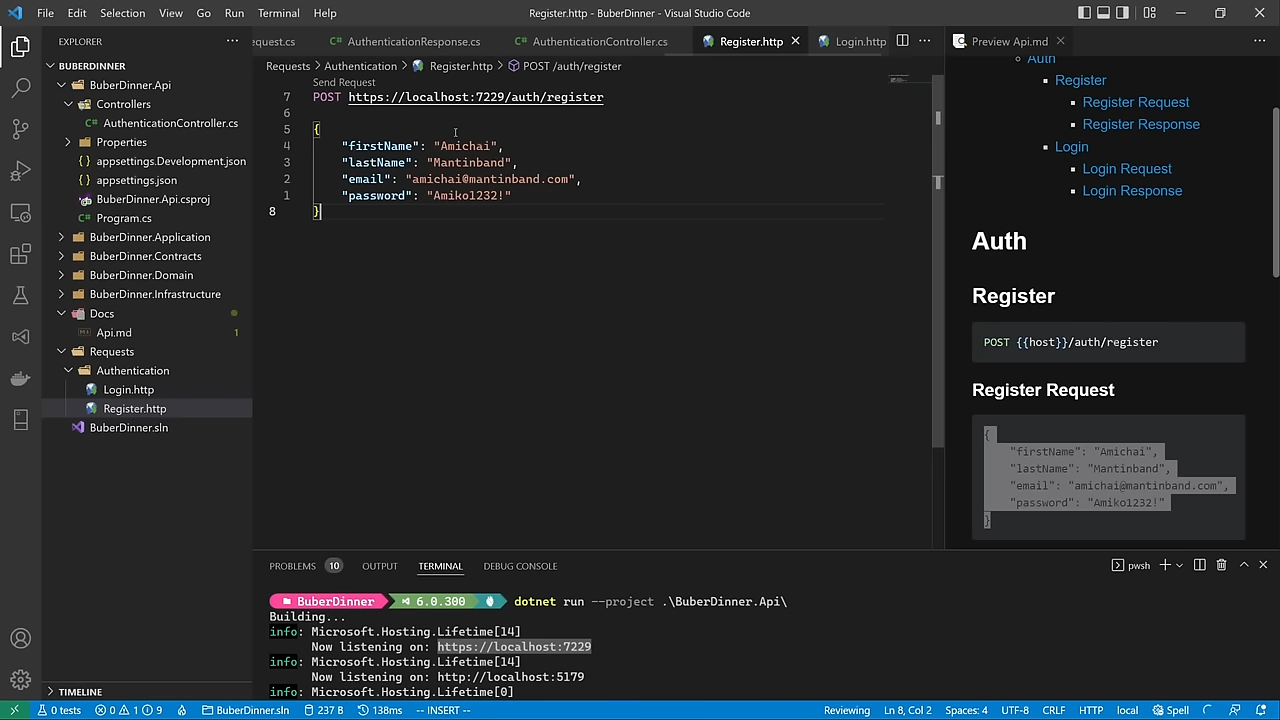 File Edit Selection View Go Run Terminal Help
Register.http - BuberDinner - Visual Studio Code
EXPLORER
BUBERDINNER
BuberDinner.Api
Controllers
AuthenticationController.cs
Properties
appsettings.Development.json
appsettings.json
BuberDinner.Api.csproj
Program.cs
BuberDinner.Application
BuberDinner.Contracts
BuberDinner.Domain
BuberDinner.Infrastructure
Docs
Api.md 1
Requests
Authentication
Login.http
Register.http
BuberDinner.sln
TIMELINE
equest.cs AuthenticationResponse.cs AuthenticationController.cs Register.http Login.http
Requests > Authentication > Register.http > POST /auth/register
Send Request
7 POST https://localhost:7229/auth/register
6
5 {
4 "firstName": "Amichai",
3 "lastName": "Mantinband",
2 "email": "amichai@mantinband.com",
1 "password": "Amiko1232!"
8 }
Preview Api.md
Auth
Register
Register Request
Register Response
Login
Login Request
Login Response
Auth
Register
POST {{host}}/auth/register
Register Request
{
"firstName": "Amichai",
"lastName": "Mantinband",
"email": "amichai@mantinband.com",
"password": "Amiko1232!"
}
PROBLEMS 10 OUTPUT TERMINAL DEBUG CONSOLE
pwsh
BuberDinner 6.0.300 dotnet run --project .\BuberDinner.Api\
Building...
info: Microsoft.Hosting.Lifetime[14]
Now listening on: https://localhost:7229
info: Microsoft.Hosting.Lifetime[14]
Now listening on: http://localhost:5179
info: Microsoft.Hosting.Lifetime[0]
0 tests 0 1 9 BuberDinner.sln 237 B 138ms -- INSERT -- Reviewing Ln 8, Col 2 Spaces: 4 UTF-8 CRLF HTTP local Spell